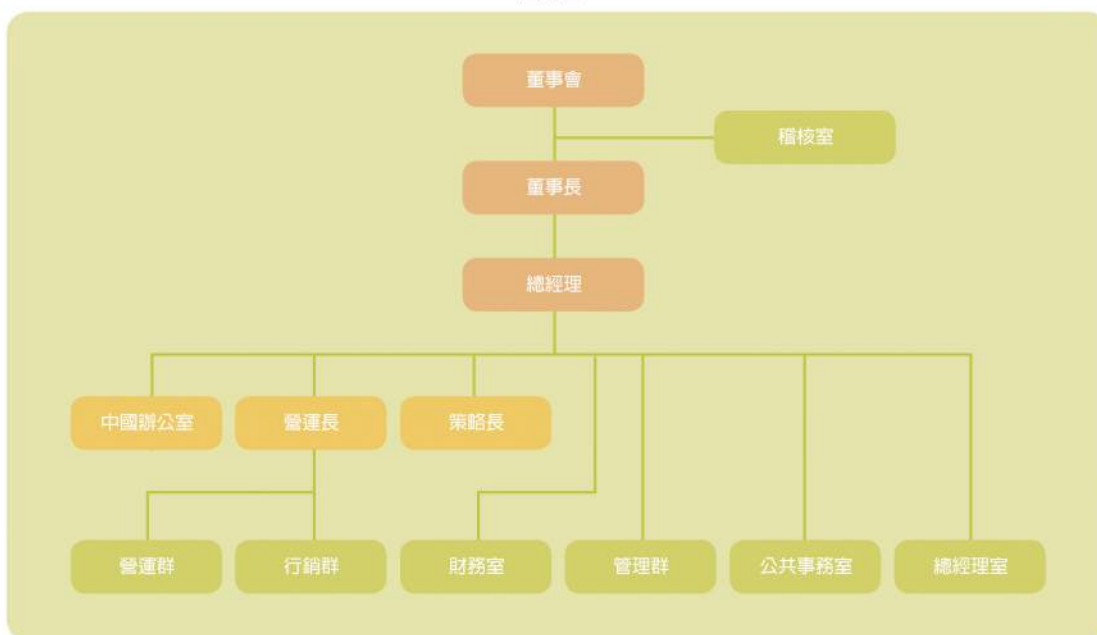 董事會
稽核室
董事長
總經理
中國辦公室
營運長
策略長
營運群
行銷群
財務室
管理群
公共事務室
總經理室